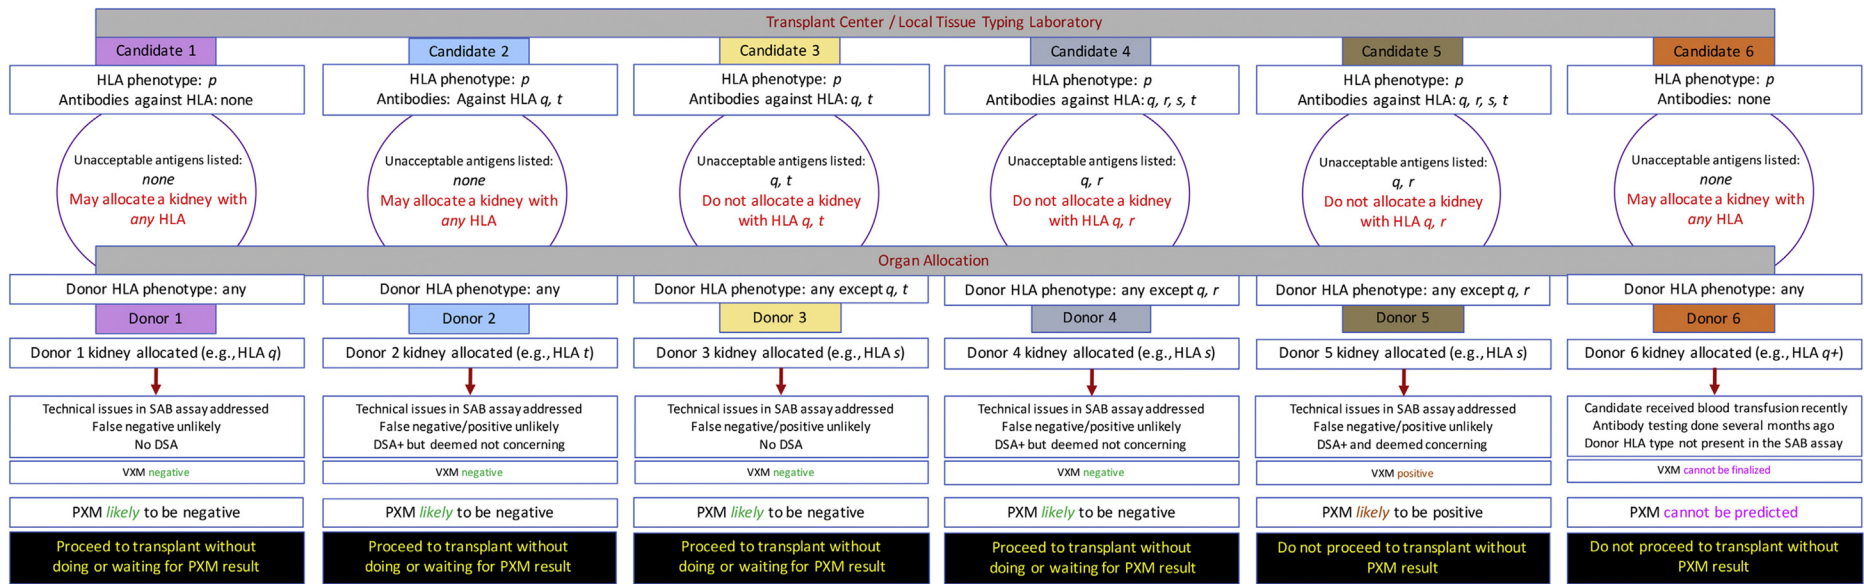 Transplant Center / Local Tissue Typing Laboratory
Candidate 1
HLA phenotype: p
Antibodies against HLA: none
Unacceptable antigens listed:
none
May allocate a kidney with
any HLA
Candidate 2
HLA phenotype: p
Antibodies: Against HLA q, t
Unacceptable antigens listed:
none
May allocate a kidney with
any HLA
Candidate 3
HLA phenotype: p
Antibodies against HLA: q, t
Unacceptable antigens listed:
q, t
Do not allocate a kidney
with HLA q, t
Candidate 4
HLA phenotype: p
Antibodies against HLA: q, r, s, t
Unacceptable antigens listed:
q, r
Do not allocate a kidney
with HLA q, r
Candidate 5
HLA phenotype: p
Antibodies against HLA: q, r, s, t
Unacceptable antigens listed:
q, r
Do not allocate a kidney
with HLA q, r
Candidate 6
HLA phenotype: p
Antibodies: none
Unacceptable antigens listed:
none
May allocate a kidney with
any HLA
Organ Allocation
Donor HLA phenotype: any
Donor 1
Donor 1 kidney allocated (e.g., HLA q)
Technical issues in SAB assay addressed
False negative unlikely
No DSA
VXM negative
PXM likely to be negative
Proceed to transplant without
doing or waiting for PXM result
Donor HLA phenotype: any
Donor 2
Donor 2 kidney allocated (e.g., HLA t)
Technical issues in SAB assay addressed
False negative/positive unlikely
DSA+ but deemed not concerning
VXM negative
PXM likely to be negative
Proceed to transplant without
doing or waiting for PXM result
Donor HLA phenotype: any except q, t
Donor 3
Donor 3 kidney allocated (e.g., HLA s)
Technical issues in SAB assay addressed
False negative/positive unlikely
No DSA
VXM negative
PXM likely to be negative
Proceed to transplant without
doing or waiting for PXM result
Donor HLA phenotype: any except q, r
Donor 4
Donor 4 kidney allocated (e.g., HLA s)
Technical issues in SAB assay addressed
False negative/positive unlikely
DSA+ but deemed not concerning
VXM negative
PXM likely to be negative
Proceed to transplant without
doing or waiting for PXM result
Donor HLA phenotype: any except q, r
Donor 5
Donor 5 kidney allocated (e.g., HLA s)
Technical issues in SAB assay addressed
False negative/positive unlikely
DSA+ and deemed concerning
VXM positive
PXM likely to be positive
Do not proceed to transplant without
PXM result
Donor HLA phenotype: any
Donor 6
Donor 6 kidney allocated (e.g., HLA q+)
Candidate received blood transfusion recently
Antibody testing done several months ago
Donor HLA type not present in the SAB assay
VXM cannot be finalized
PXM cannot be predicted
Do not proceed to transplant without
PXM result